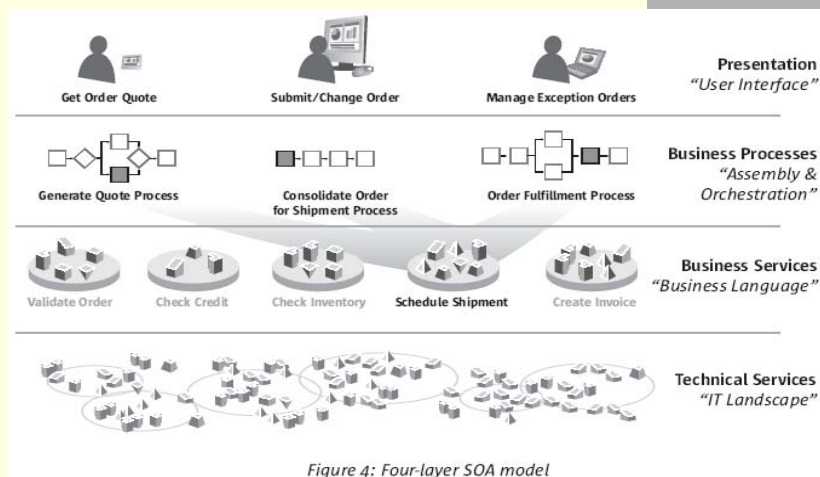 Presentation
"User Interface"
Get Order Quote
Submit/Change Order
Manage Exception Orders
Business Processes
"Assembly &
Orchestration"
Generate Quote Process
Consolidate Order
for Shipment Process
Order Fulfillment Process
Business Services
"Business Language"
Validate Order
Check Credit
Check Inventory
Schedule Shipment
Create Invoice
Technical Services
"IT Landscape"
Figure 4: Four-layer SOA model